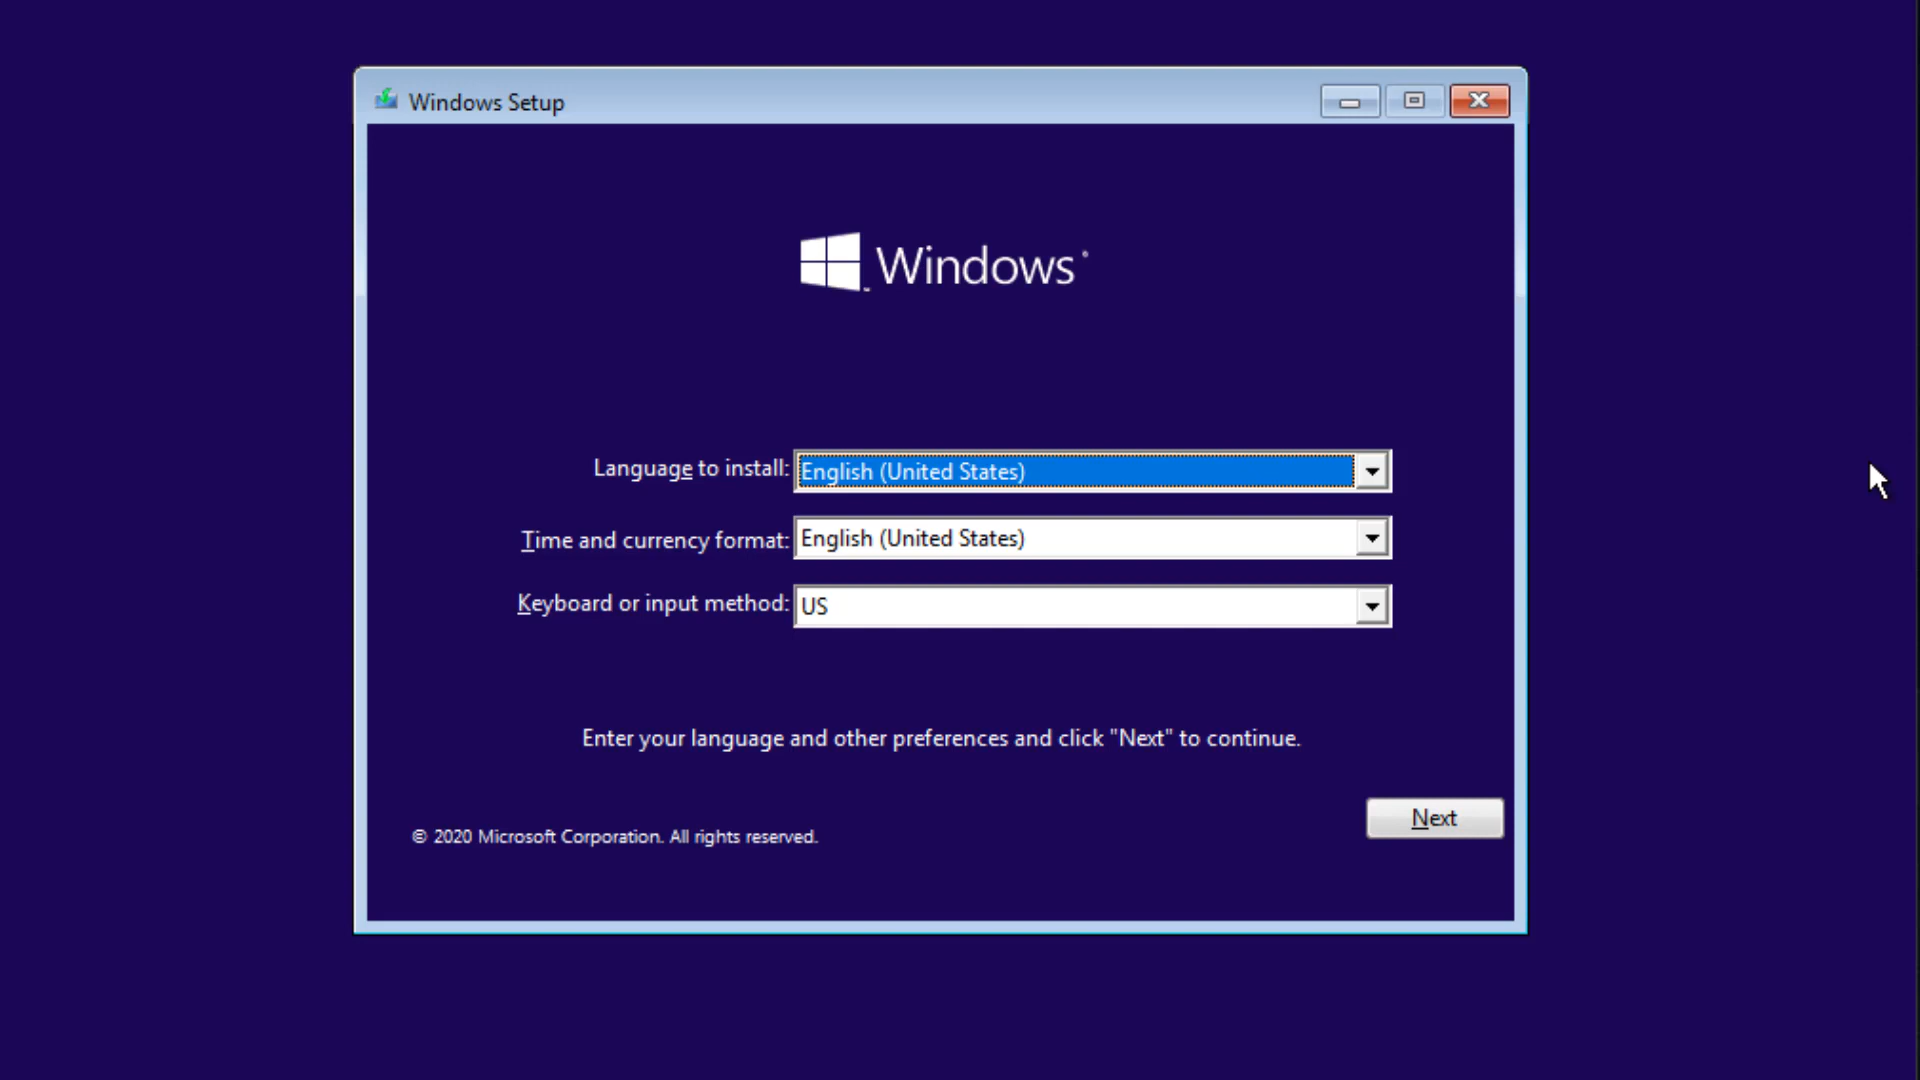 Windows Setup
Windows
Language to install: English (United States)
Time and currency format: English (United States)
Keyboard or input method: US
Enter your language and other preferences and click "Next" to continue.
Next
© 2020 Microsoft Corporation. All rights reserved.